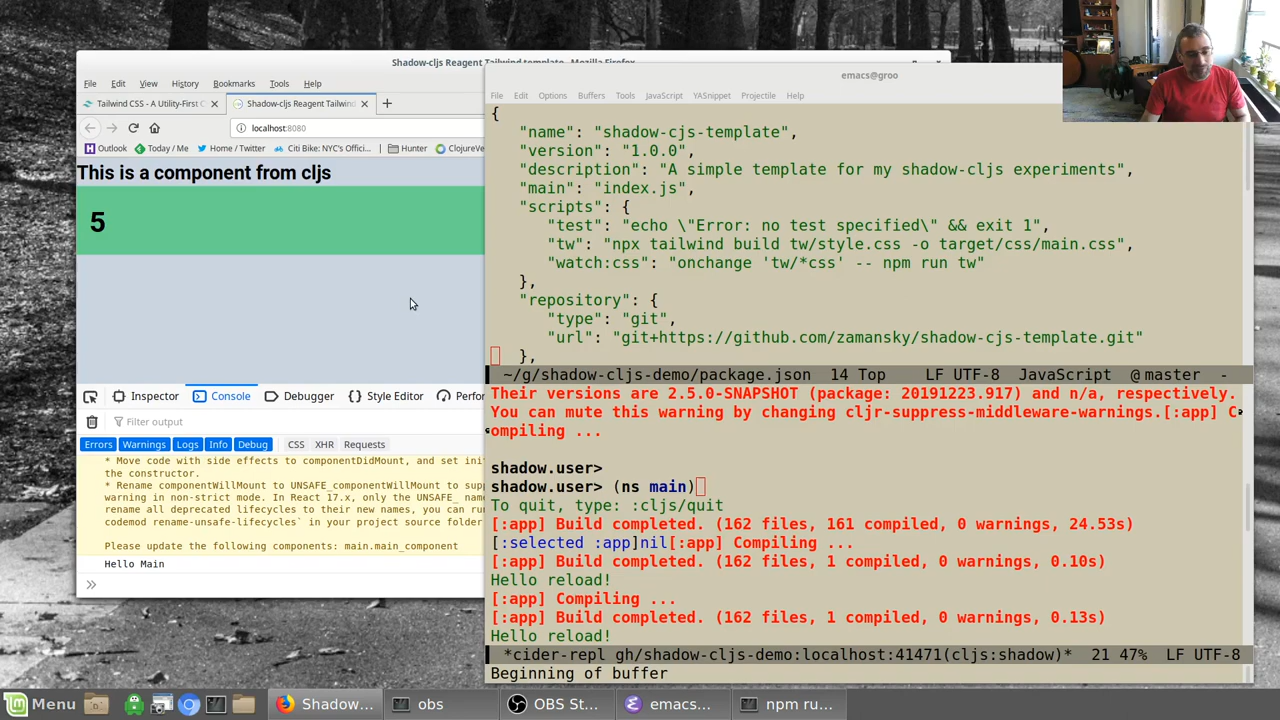 Shadow-cljs Reagent Tailwind template - Mozilla Firefox
File Edit View History Bookmarks Tools Help
Tailwind CSS - A Utility-First C
Shadow-cljs Reagent Tailwind
localhost:8080
Outlook Today / Me Home / Twitter Citi Bike: NYC's Offici... Hunter ClojureVe
This is a component from cljs
5
Inspector Console Debugger Style Editor Perfor
Filter output
Errors Warnings Logs Info Debug CSS XHR Requests
* Move code with side effects to componentDidMount, and set init
the constructor.
* Rename componentWillMount to UNSAFE_componentWillMount to supp
warning in non-strict mode. In React 17.x, only the UNSAFE_ name
rename all deprecated lifecycles to their new names, you can run
codemod rename-unsafe-lifecycles` in your project source folder
Please update the following components: main.main_component
Hello Main
emacs@groo
File Edit Options Buffers Tools JavaScript YASnippet Projectile Help
{
"name": "shadow-cjs-template",
"version": "1.0.0",
"description": "A simple template for my shadow-cljs experiments",
"main": "index.js",
"scripts": {
"test": "echo \"Error: no test specified\" && exit 1",
"tw": "npx tailwind build tw/style.css -o target/css/main.css",
"watch:css": "onchange 'tw/*css' -- npm run tw"
},
"repository": {
"type": "git",
"url": "git+https://github.com/zamansky/shadow-cjs-template.git"
},
~/g/shadow-cljs-demo/package.json 14 Top LF UTF-8 JavaScript @master -
Their versions are 2.5.0-SNAPSHOT (package: 20191223.917) and n/a, respectively.
You can mute this warning by changing cljr-suppress-middleware-warnings.[:app] C
ompiling ...
shadow.user>
shadow.user> (ns main)
To quit, type: :cljs/quit
[:app] Build completed. (162 files, 161 compiled, 0 warnings, 24.53s)
[:selected :app]nil[:app] Compiling ...
[:app] Build completed. (162 files, 1 compiled, 0 warnings, 0.10s)
Hello reload!
[:app] Compiling ...
[:app] Build completed. (162 files, 1 compiled, 0 warnings, 0.13s)
Hello reload!
*cider-repl gh/shadow-cljs-demo:localhost:41471(cljs:shadow)* 21 47% LF UTF-8
Beginning of buffer
Menu Shadow... obs OBS St... emacs... npm ru...